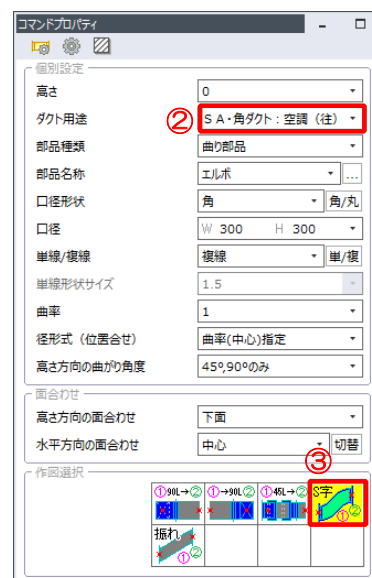 コマンドプロパティ
個別設定
高さ 0
ダクト用途 ② SA・角ダクト：空調（往）
部品種類 曲り部品
部品名称 エルボ ...
口径形状 角 角/丸
口径 W 300 H 300
単線/複線 複線 単/複
単線形状サイズ 1.5
曲率 1
径形式（位置合せ） 曲率(中心)指定
高さ方向の曲がり角度 45°,90°のみ
面合わせ
高さ方向の面合わせ 下面
水平方向の面合わせ 中心 切替
③
作図選択
①90L→② ①→90L② ①45L→② S字 ①②
振れ ①②